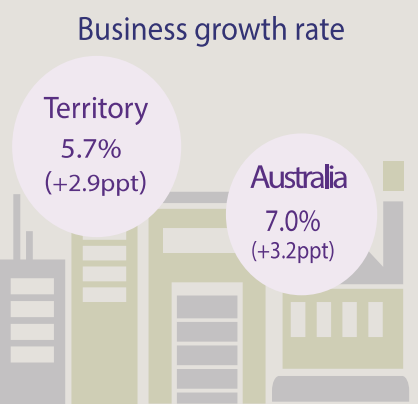 Business growth rate
Territory
5.7%
(+2.9ppt)
Australia
7.0%
(+3.2ppt)